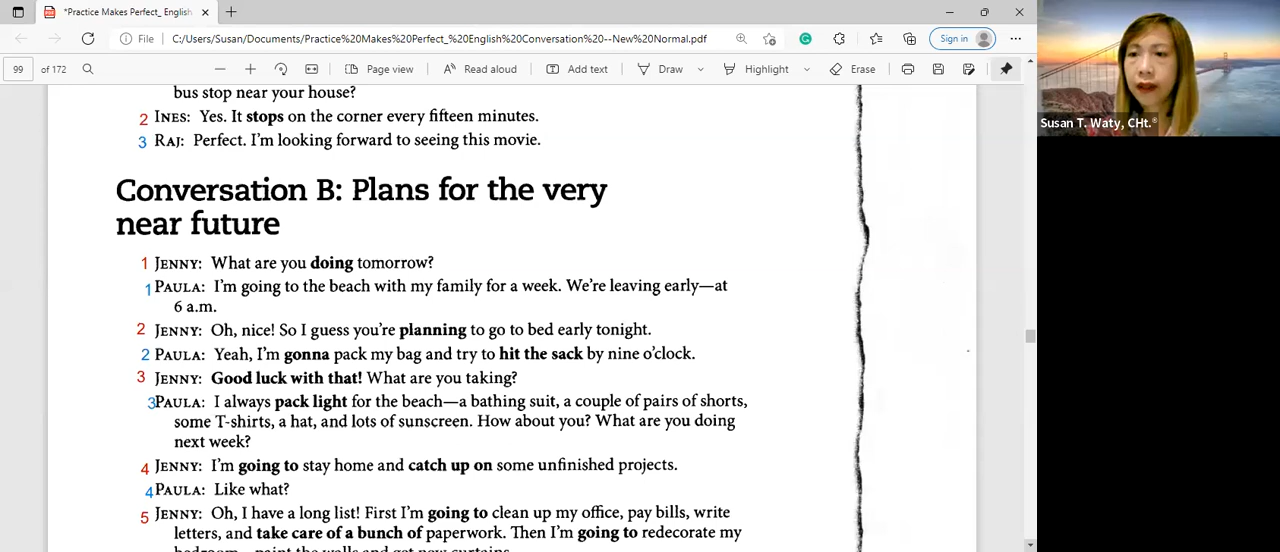 *Practice Makes Perfect_ English
File
C:/Users/Susan/Documents/Practice%20Makes%20Perfect_%20English%20Conversation%20--New%20Normal.pdf
Sign in
99 of 172
Page view
Read aloud
Add text
Draw
Highlight
Erase
Susan T. Waty, CHt.®
bus stop near your house?
2 INES: Yes. It stops on the corner every fifteen minutes.
3 RAJ: Perfect. I'm looking forward to seeing this movie.
Conversation B: Plans for the very
near future
1 JENNY: What are you doing tomorrow?
1 PAULA: I'm going to the beach with my family for a week. We're leaving early—at
6 a.m.
2 JENNY: Oh, nice! So I guess you're planning to go to bed early tonight.
2 PAULA: Yeah, I'm gonna pack my bag and try to hit the sack by nine o'clock.
3 JENNY: Good luck with that! What are you taking?
3 PAULA: I always pack light for the beach—a bathing suit, a couple of pairs of shorts,
some T-shirts, a hat, and lots of sunscreen. How about you? What are you doing
next week?
4 JENNY: I'm going to stay home and catch up on some unfinished projects.
4 PAULA: Like what?
5 JENNY: Oh, I have a long list! First I'm going to clean up my office, pay bills, write
letters, and take care of a bunch of paperwork. Then I'm going to redecorate my
bedroom—paint the walls and get new curtains.